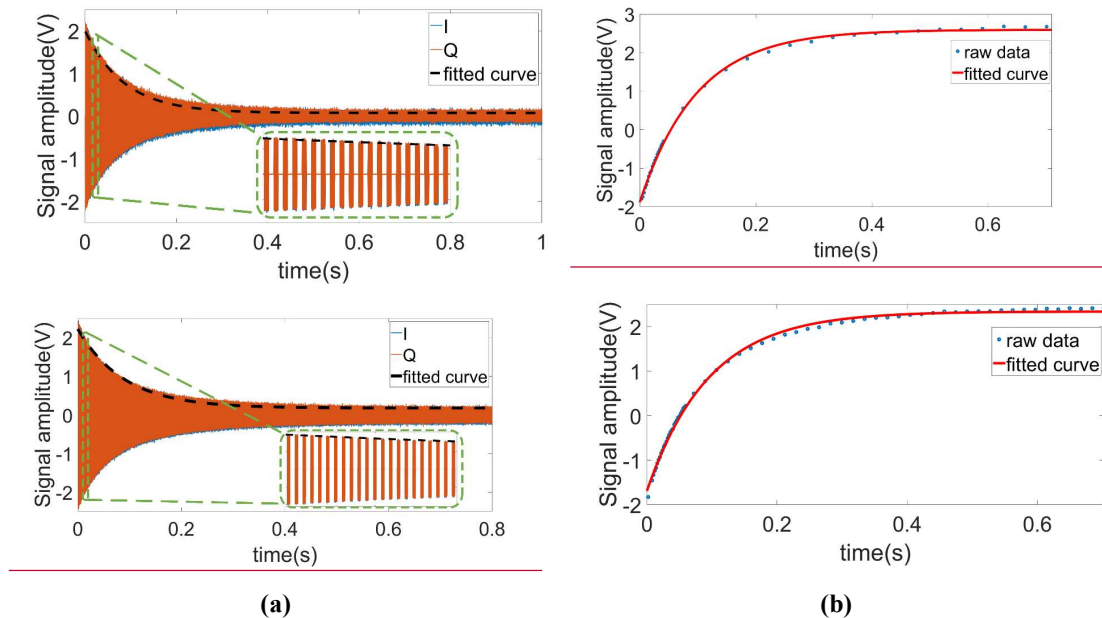 Signal amplitude(V)
2
1
0
-1
-2
I
Q
fitted curve
0
0.2
0.4
0.6
0.8
1
time(s)
Signal amplitude(V)
3
2
1
0
-1
-2
raw data
fitted curve
0
0.2
0.4
0.6
time(s)
Signal amplitude(V)
2
1
0
-1
-2
I
Q
fitted curve
0
0.2
0.4
0.6
0.8
time(s)
Signal amplitude(V)
2
1
0
-1
-2
raw data
fitted curve
0
0.2
0.4
0.6
time(s)
(a)
(b)